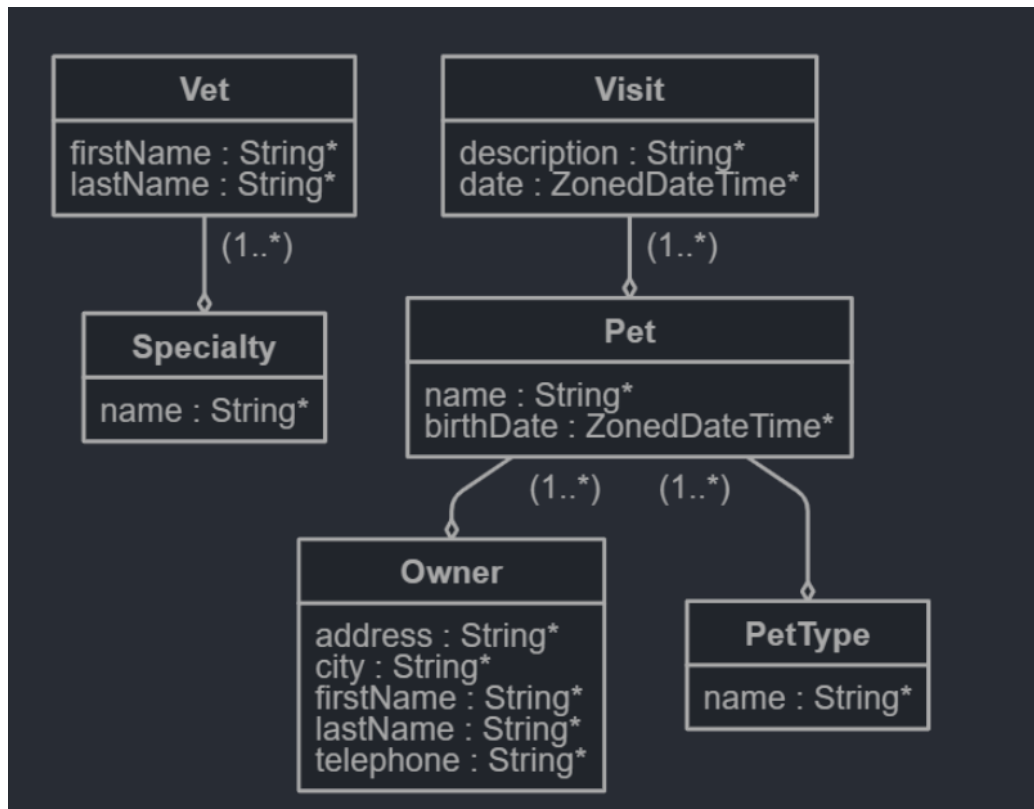 Vet
firstName : String*
lastName : String*
(1..*)
Visit
description : String*
date : ZonedDateTime*
(1..*)
Specialty
name : String*
Pet
name : String*
birthDate : ZonedDateTime*
(1..*)
(1..*)
Owner
address : String*
city : String*
firstName : String*
lastName : String*
telephone : String*
PetType
name : String*